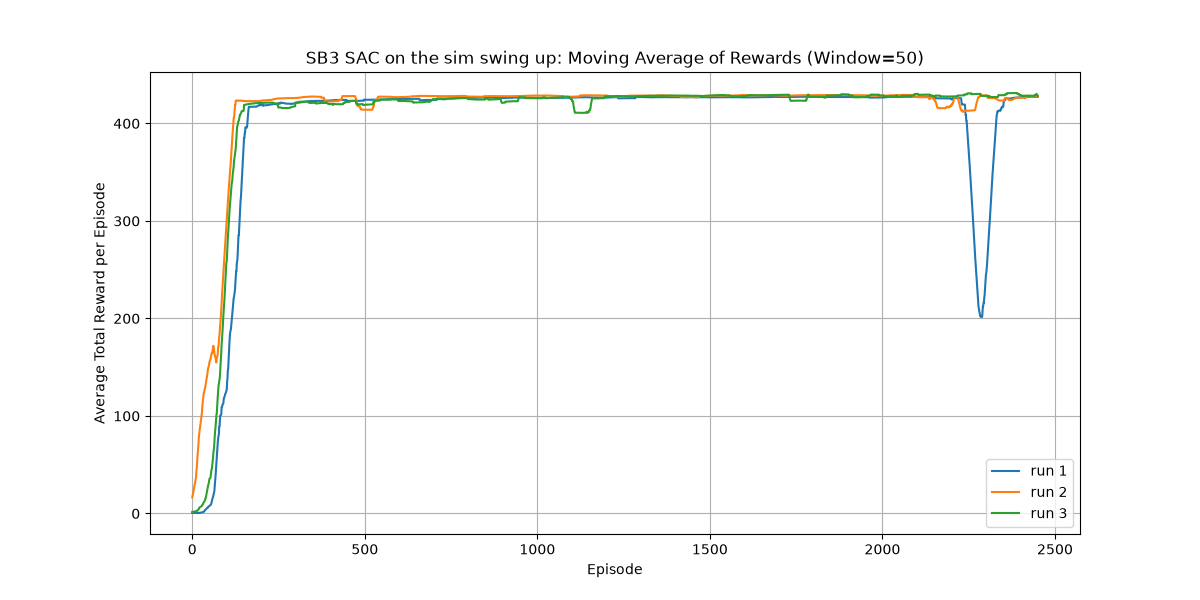 SB3 SAC on the sim swing up: Moving Average of Rewards (Window=50)
Average Total Reward per Episode
400
300
200
100
0
0
500
1000
1500
2000
2500
Episode
run 1
run 2
run 3